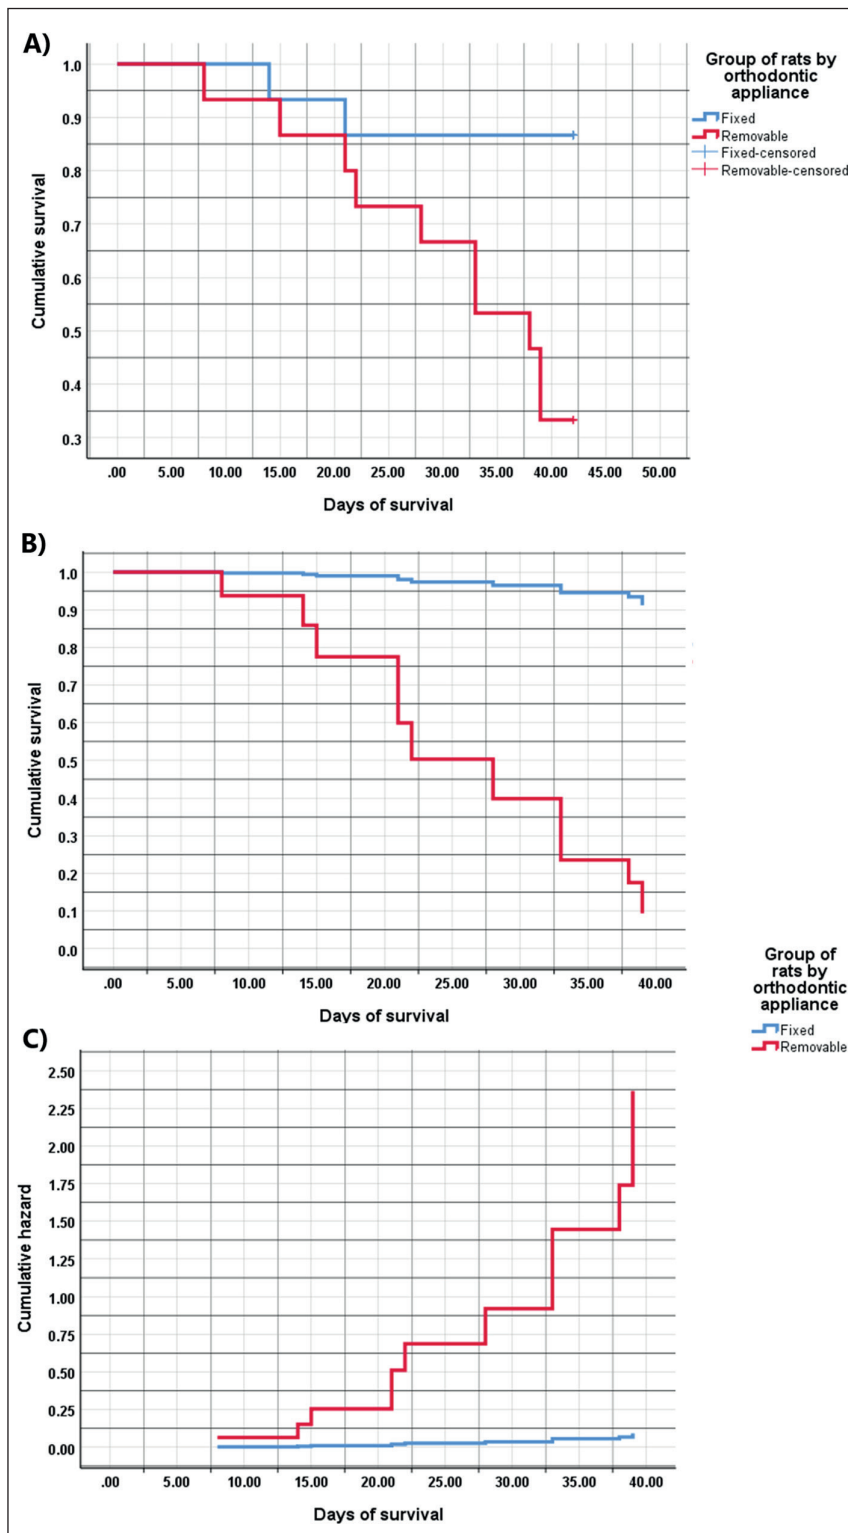 A)
Group of rats by
orthodontic
appliance
Fixed
Removable
Fixed-censored
Removable-censored
Cumulative survival
1.0
0.9
0.8
0.7
0.6
0.5
0.4
0.3
.00 5.00 10.00 15.00 20.00 25.00 30.00 35.00 40.00 45.00 50.00
Days of survival
B)
Cumulative survival
1.0
0.9
0.8
0.7
0.6
0.5
0.4
0.3
0.2
0.1
0.0
.00 5.00 10.00 15.00 20.00 25.00 30.00 35.00 40.00
Days of survival
Group of
rats by
orthodontic
appliance
Fixed
Removable
C)
Cumulative hazard
2.50
2.25
2.00
1.75
1.50
1.25
1.00
0.75
0.50
0.25
0.00
.00 5.00 10.00 15.00 20.00 25.00 30.00 35.00 40.00
Days of survival